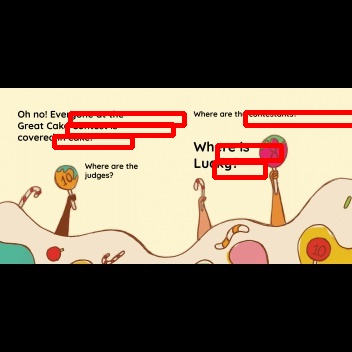 Oh no! Everyone at the
Great Cake Contest is
covered in cake!
Where are the
judges?
10
Where are the contestants?
Where is
Lucky?
10